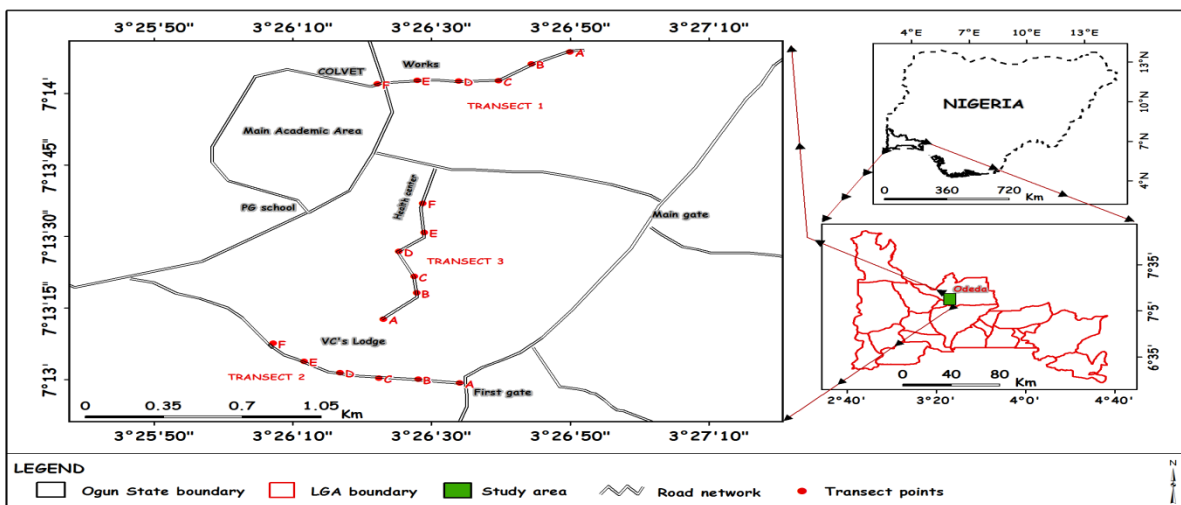 3°25'50" 3°26'10" 3°26'30" 3°26'50" 3°27'10"
7°14'
7°13'45"
7°13'30"
7°13'15"
7°13'
COLVET
Works
F E D C B A
TRANSECT 1
Main Academic Area
PG school
Health center
Main gate
F
E
D
TRANSECT 3
C
B
A
VC's Lodge
F
E
TRANSECT 2
D C B A
First gate
0 0.35 0.7 1.05
Km
3°25'50" 3°26'10" 3°26'30" 3°26'50" 3°27'10"
4°E 6°E 10°E 14°E
13°N
10°N
7°N
4°N
NIGERIA
0 360 720
Km
Odeda
7°35'
7°5'
6°35'
0 40 80
Km
2°40' 3°20' 4°0' 4°40'
LEGEND
Ogun State boundary LGA boundary Study area Road network Transect points
N